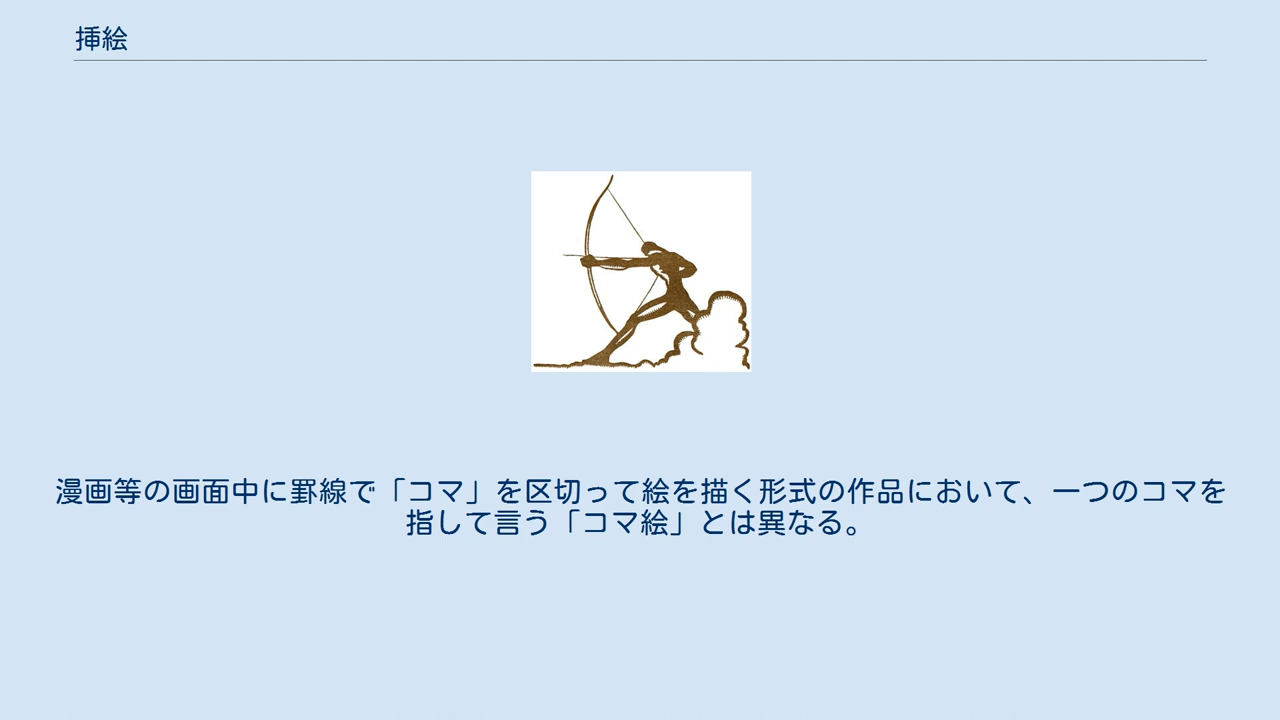 挿絵
漫画等の画面中に罫線で「コマ」を区切って絵を描く形式の作品において、一つのコマを
指して言う「コマ絵」とは異なる。